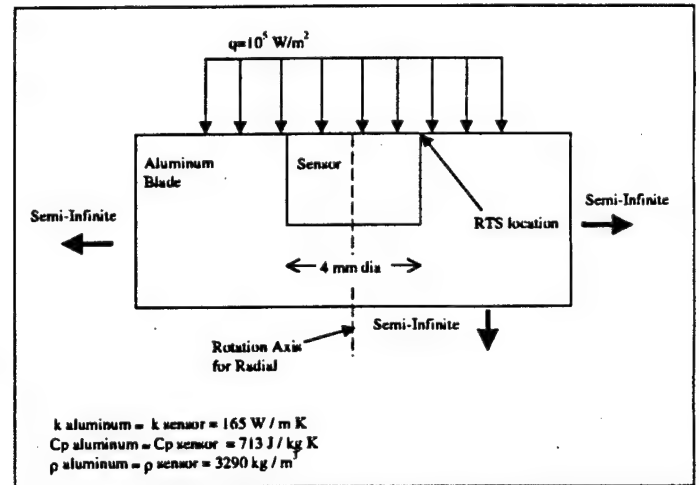 q=10⁵ W/m²
Aluminum
Blade
Sensor
Semi-Infinite
Semi-Infinite
RTS location
4 mm dia
Semi-Infinite
Rotation Axis
for Radial
k aluminum = k sensor = 165 W / m K
Cp aluminum = Cp sensor = 713 J / kg K
ρ aluminum = ρ sensor = 3290 kg / m³